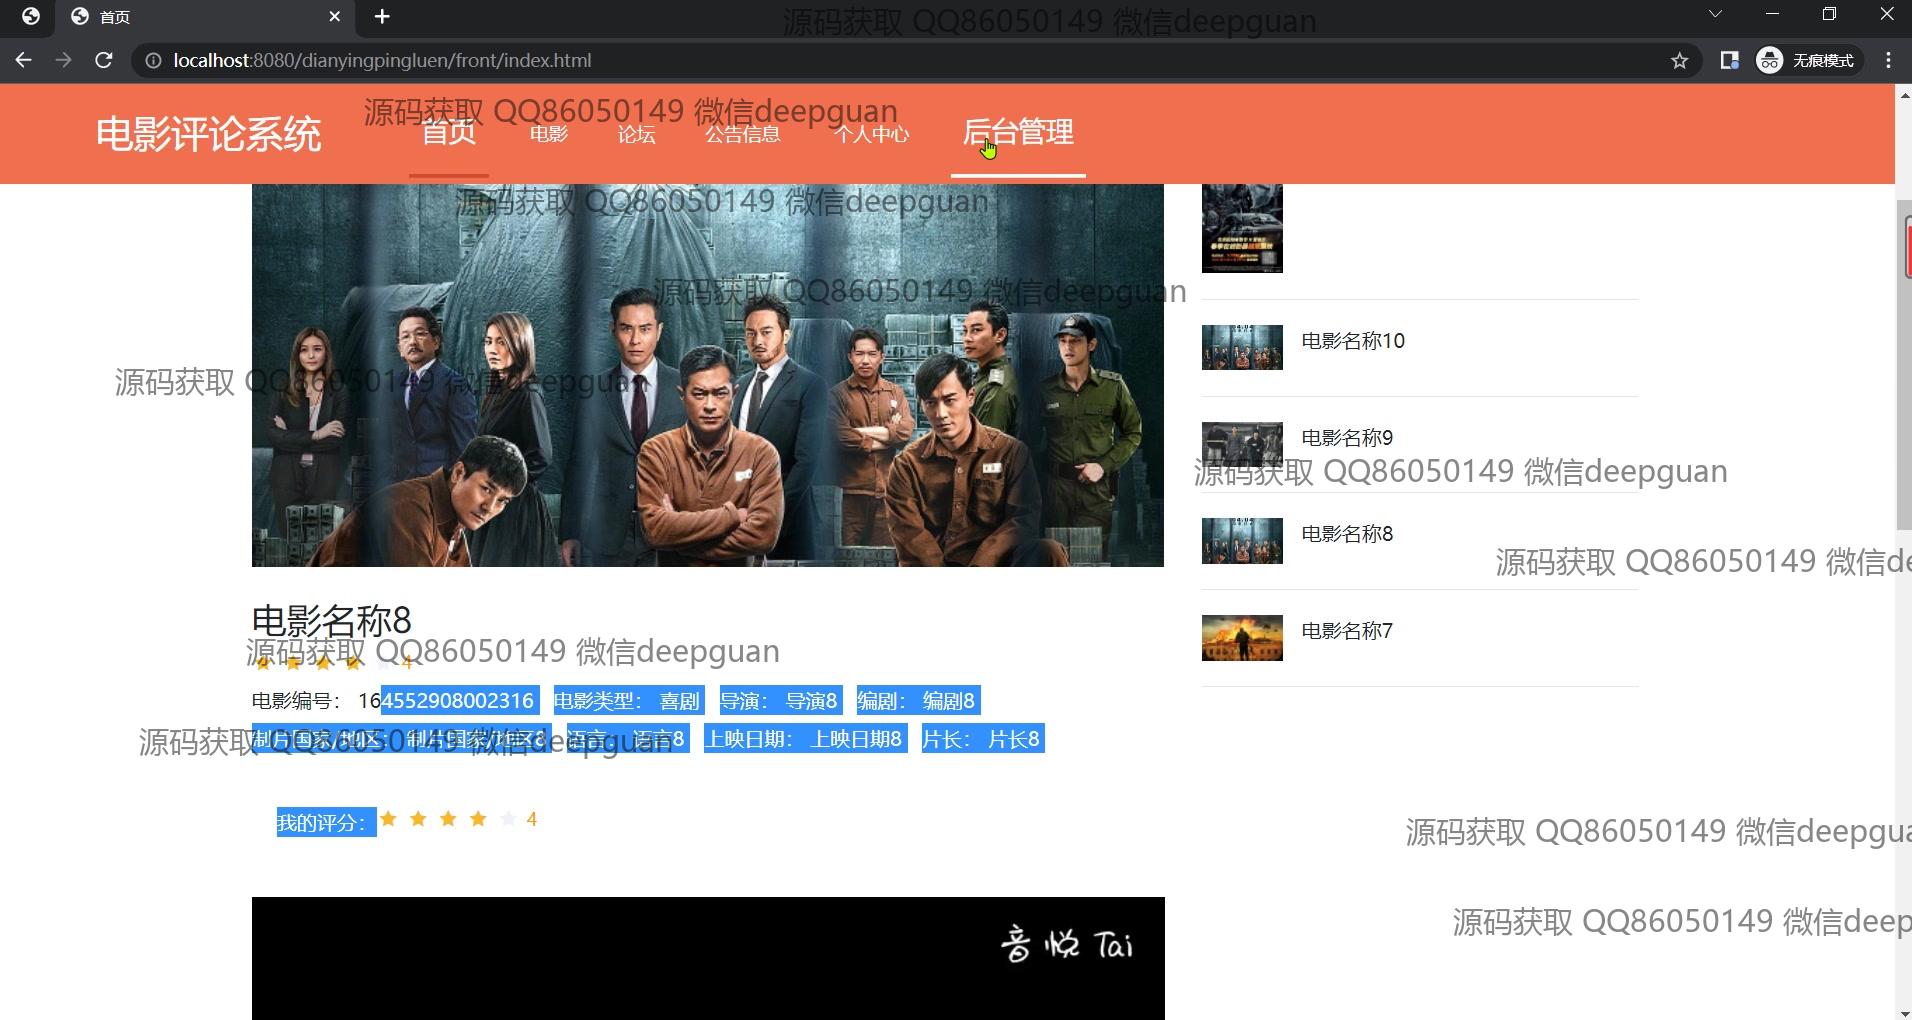 首页
源码获取 QQ86050149 微信deepguan
localhost:8080/dianyingpingluen/front/index.html
无痕模式
源码获取 QQ86050149 微信deepguan
电影评论系统 首页 电影 论坛 公告信息 个人中心 后台管理
源码获取 QQ86050149 微信deepguan
源码获取 QQ86050149 微信deepguan
电影名称10
源码获取 QQ86050149 微信deepguan
电影名称9
源码获取 QQ86050149 微信deepguan
电影名称8
源码获取 QQ86050149 微信de
电影名称8
电影名称7
源码获取 QQ86050149 微信deepguan
4
电影编号： 164552908002316 电影类型： 喜剧 导演： 导演8 编剧： 编剧8
制片国家/地区： 制片国家/地区8 语言： 语言8 上映日期： 上映日期8 片长： 片长8
源码获取 QQ86050149 微信deepguan
我的评分： 4
源码获取 QQ86050149 微信deepgua
源码获取 QQ86050149 微信deep
音悦Tai